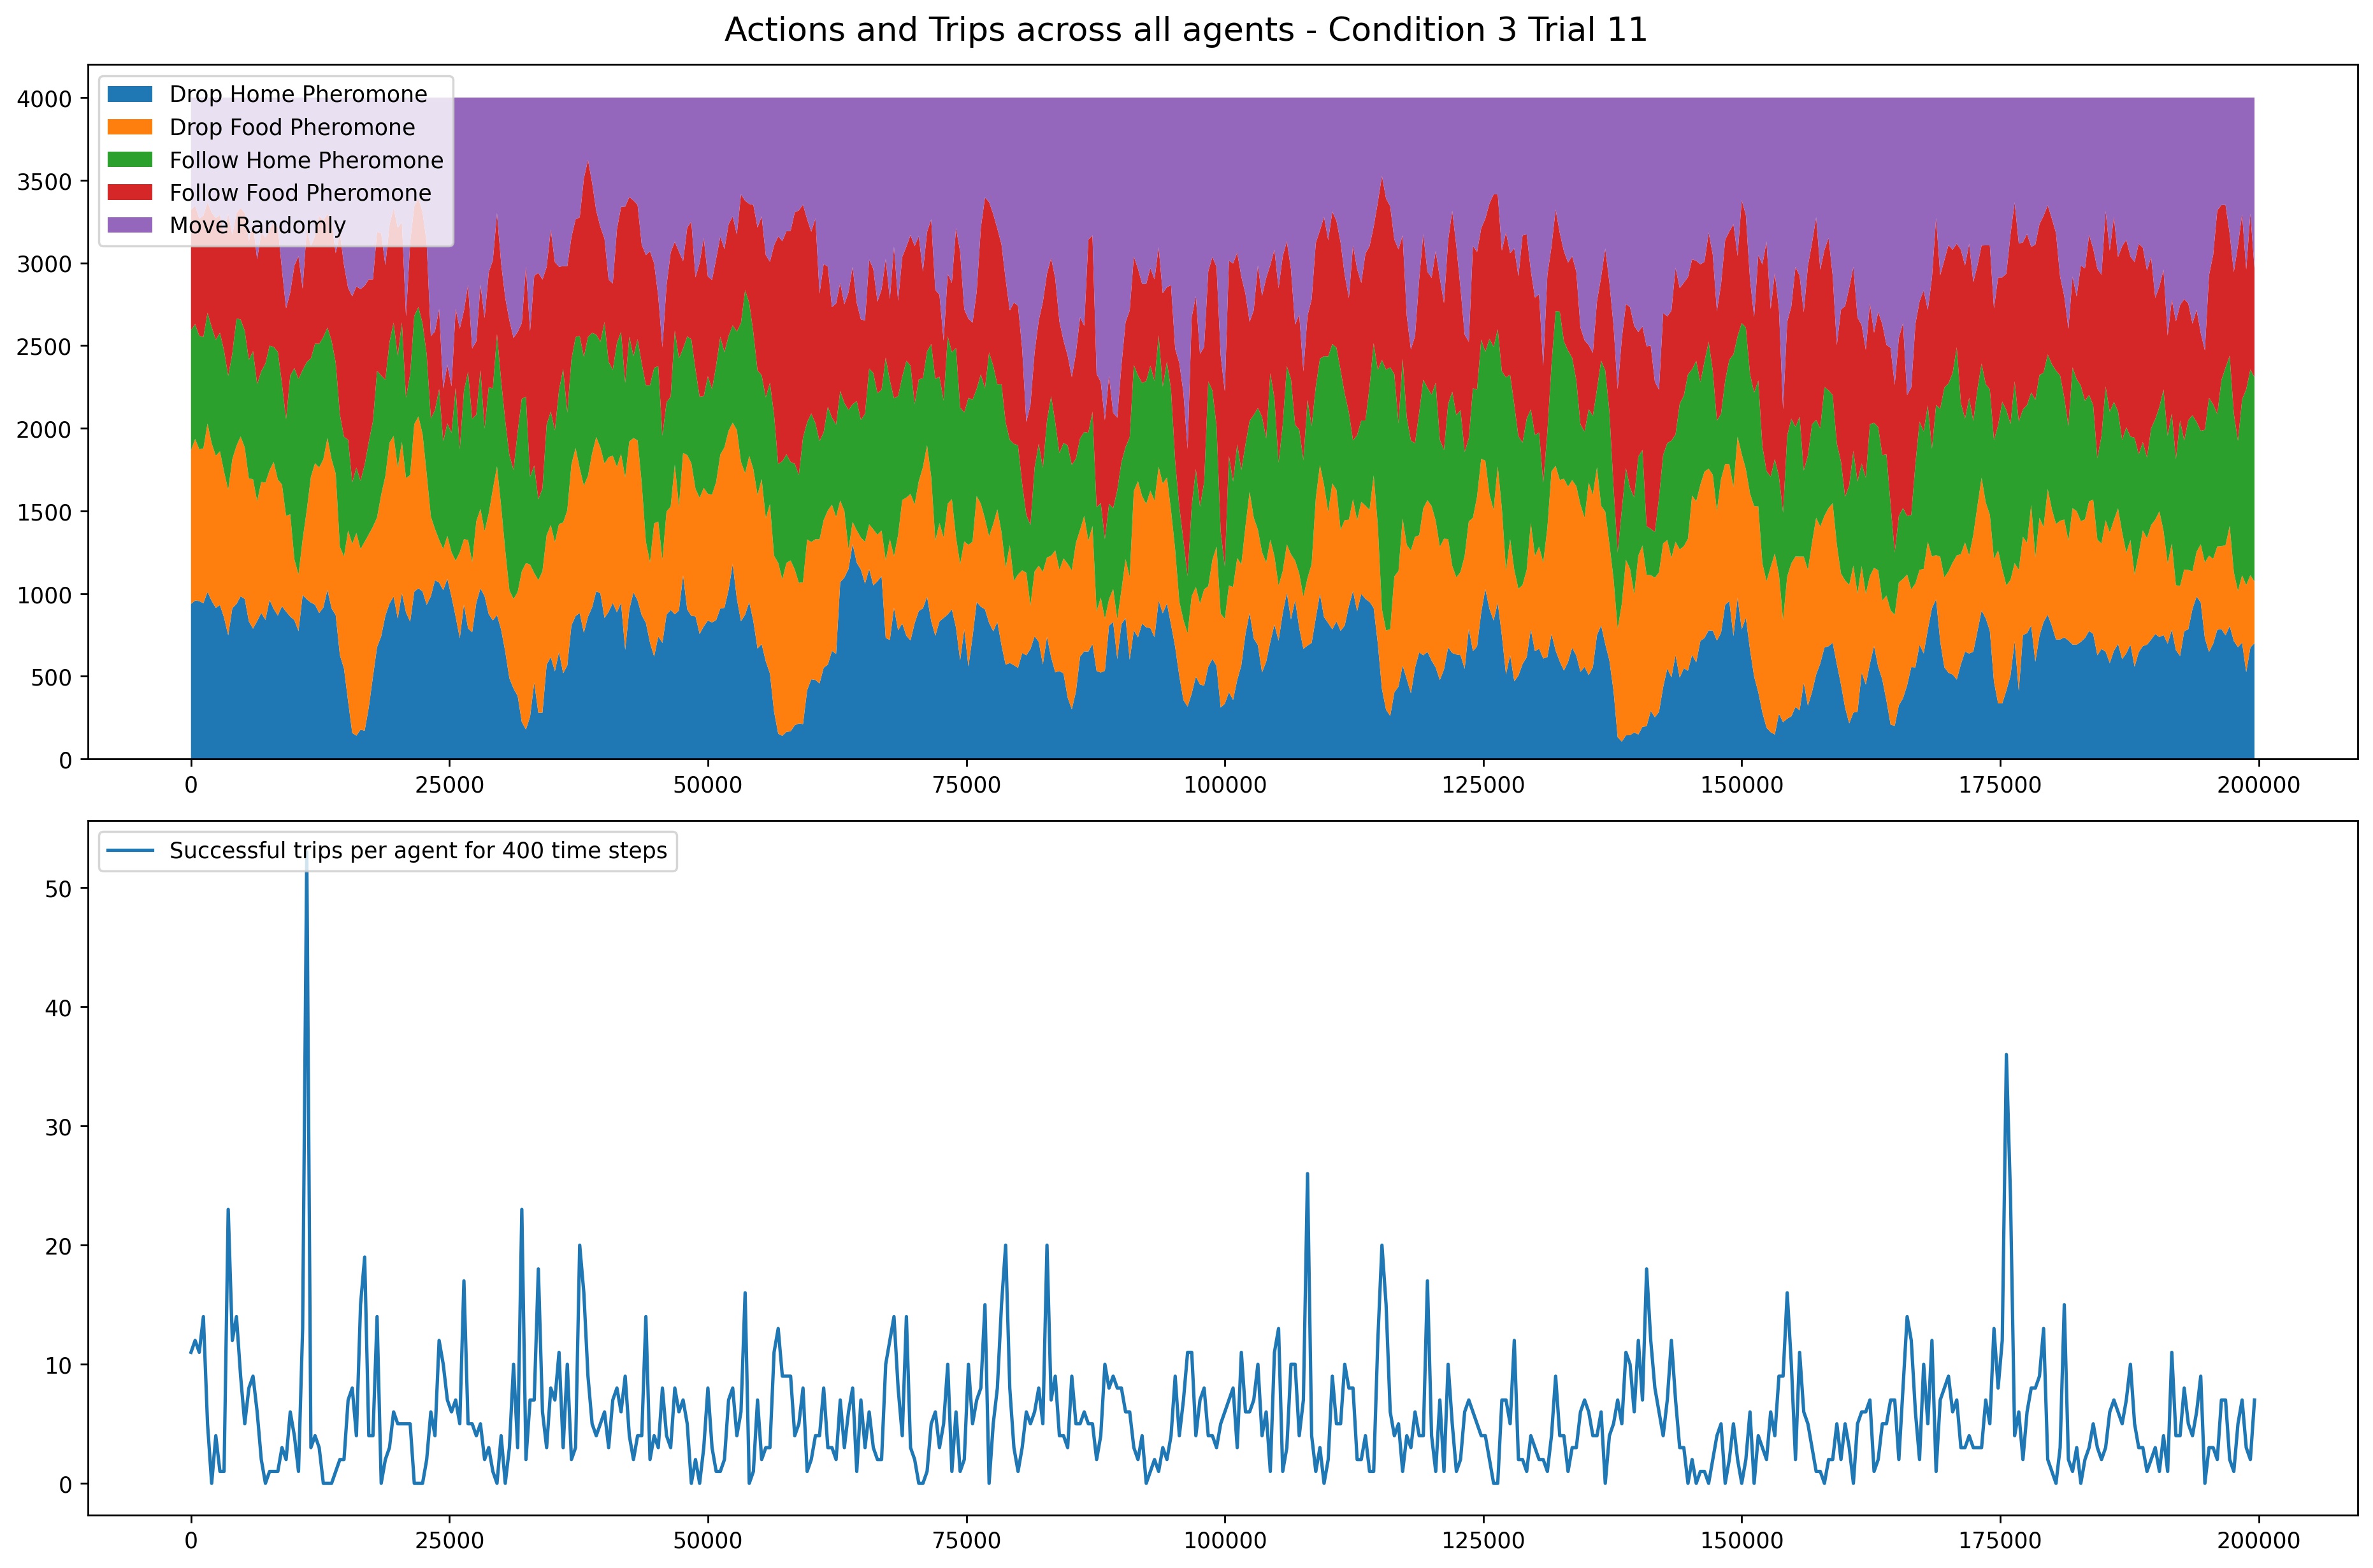 Actions and Trips across all agents - Condition 3 Trial 11
4000
3500
3000
2500
2000
1500
1000
500
0
Drop Home Pheromone
Drop Food Pheromone
Follow Home Pheromone
Follow Food Pheromone
Move Randomly
0 25000 50000 75000 100000 125000 150000 175000 200000
50
40
30
20
10
0
Successful trips per agent for 400 time steps
0 25000 50000 75000 100000 125000 150000 175000 200000